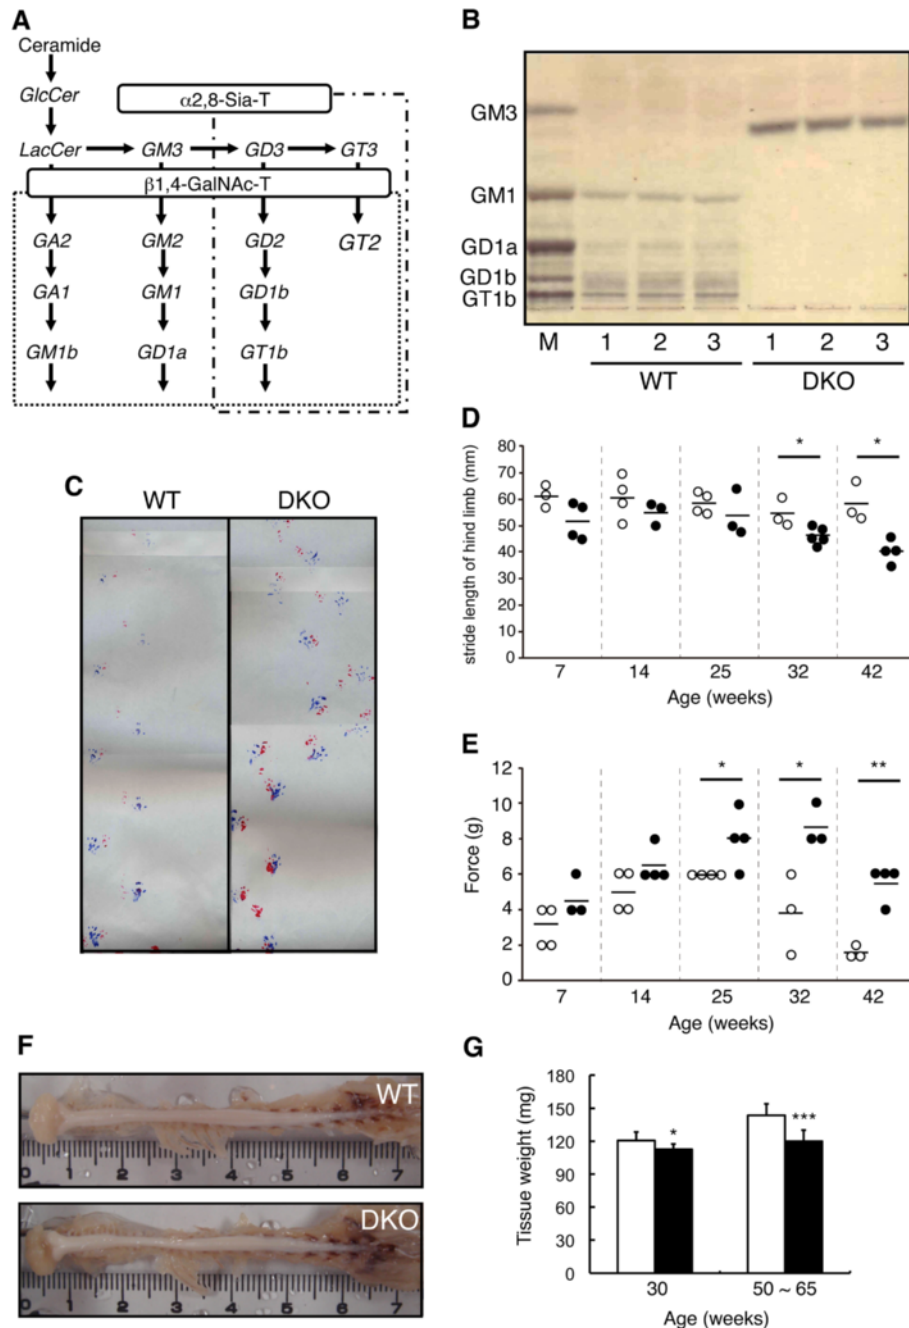 A
Ceramide
GlcCer
α2,8-Sia-T
LacCer GM3 GD3 GT3
β1,4-GalNAc-T
GA2 GM2 GD2 GT2
GA1 GM1 GD1b
GM1b GD1a GT1b
B
GM3
GM1
GD1a
GD1b
GT1b
M 1 2 3 1 2 3
WT DKO
C
WT DKO
D
stride length of hind limb (mm)
80
70
60
50
40
30
20
10
0
* *
7 14 25 32 42
Age (weeks)
E
Force (g)
12
10
8
6
4
2
0
* * **
7 14 25 32 42
Age (weeks)
F
WT
0 1 2 3 4 5 6 7
DKO
0 1 2 3 4 5 6 7
G
Tissue weight (mg)
180
150
120
90
60
30
0
* ***
30 50 ~ 65
Age (weeks)